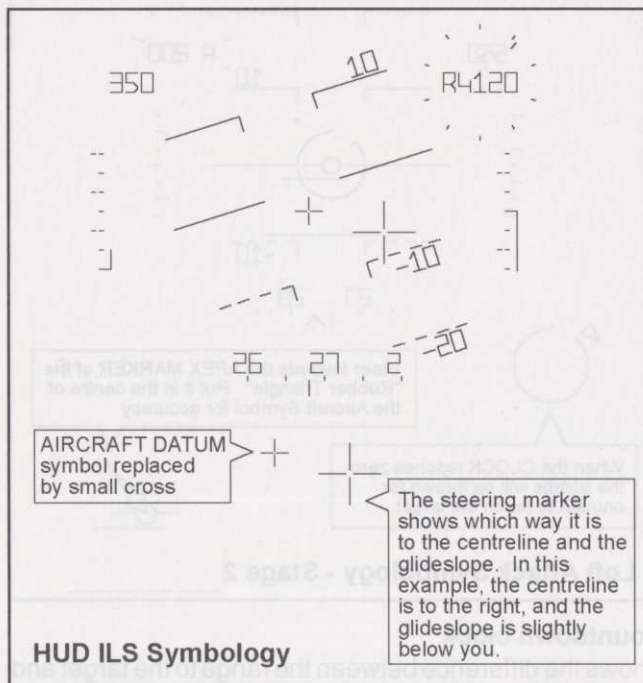 350
10
R4120
-10
26 27 2
-20
AIRCRAFT DATUM
symbol replaced
by small cross
The steering marker
shows which way it is
to the centreline and the
glideslope. In this
example, the centreline
is to the right, and the
glideslope is slightly
below you.
HUD ILS Symbology